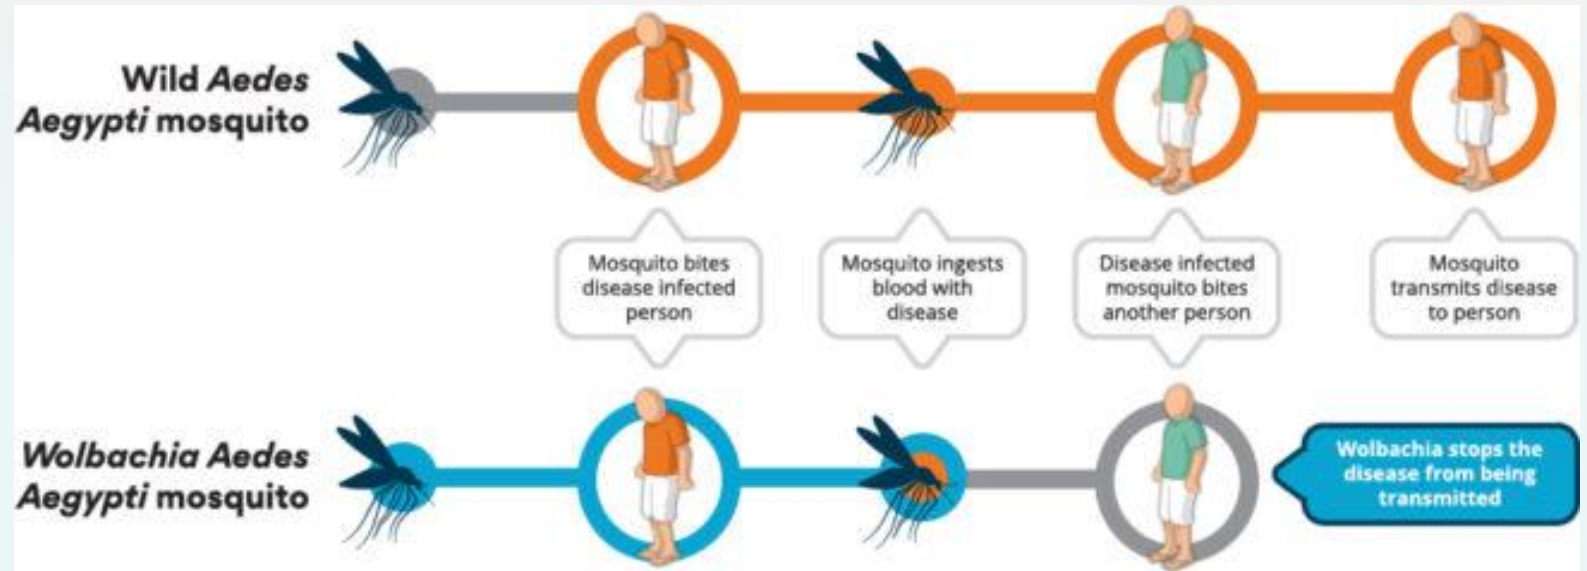 Wild Aedes
Aegypti mosquito
Mosquito bites
disease infected
person
Mosquito ingests
blood with
disease
Disease infected
mosquito bites
another person
Mosquito
transmits disease
to person
Wolbachia Aedes
Aegypti mosquito
Wolbachia stops the
disease from being
transmitted